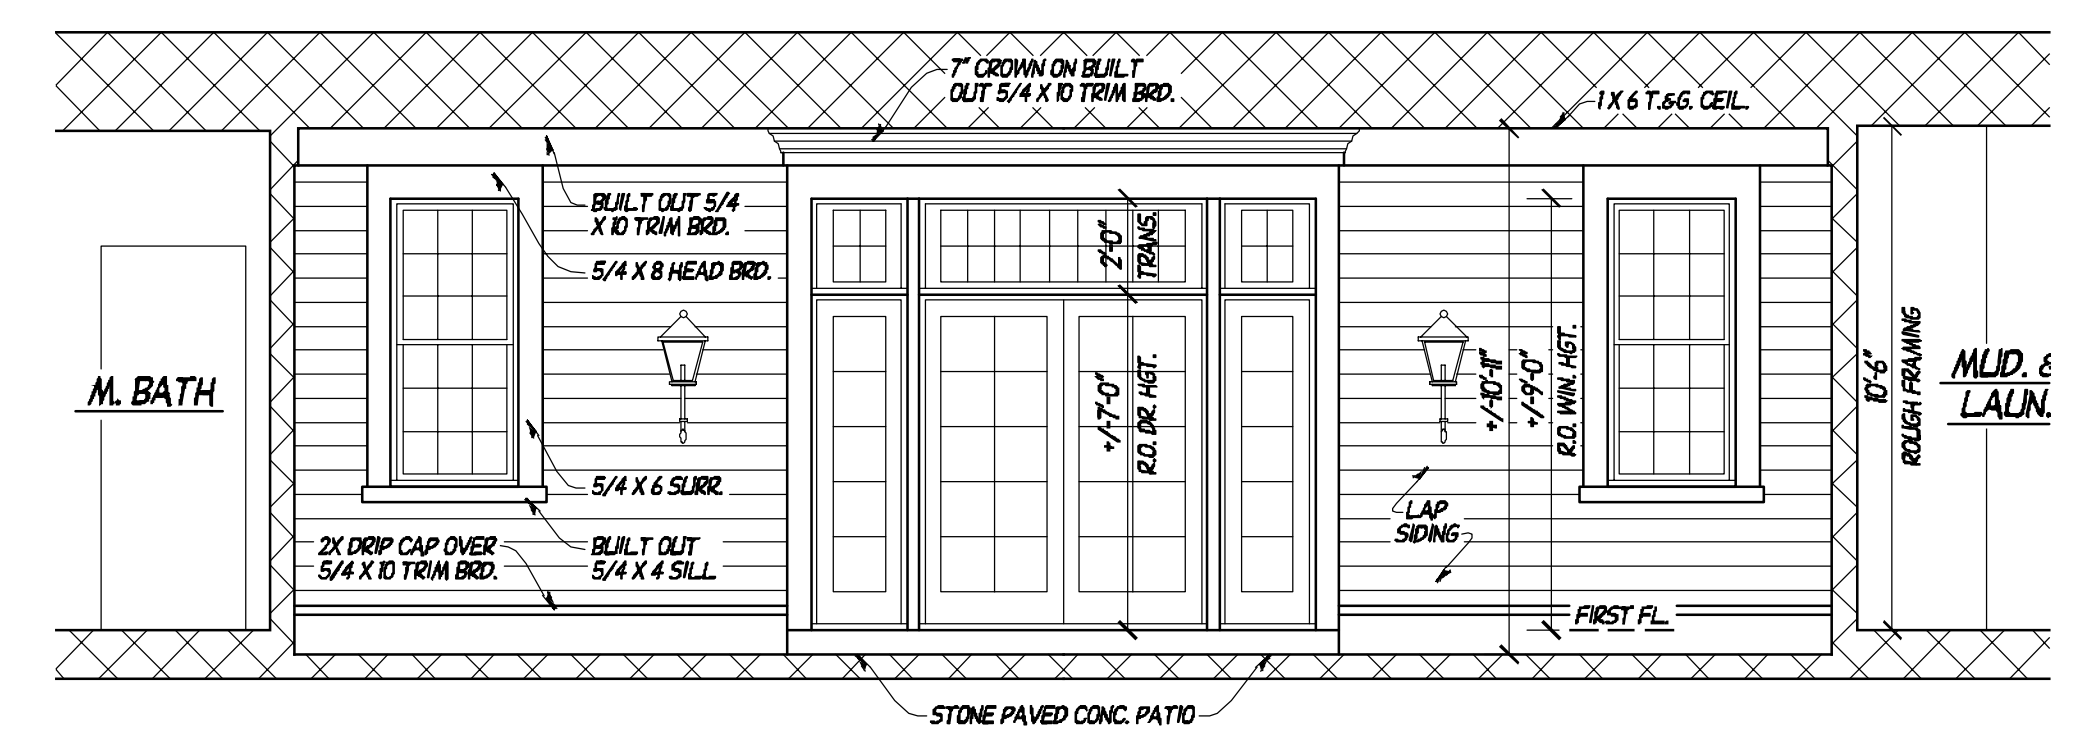 7" CROWN ON BUILT
OUT 5/4 X 10 TRIM BRD.
1 X 6 T.&G. CEIL.
BUILT OUT 5/4
X 10 TRIM BRD.
5/4 X 8 HEAD BRD.
2'-0"
TRANS.
M. BATH
+/-7'-0"
R.O. DR. HGT.
+/-10'-11"
+/-9'-0"
R.O. WIN. HGT.
10'-6"
ROUGH FRAMING
MUD. &
LAUN.
5/4 X 6 SURR.
LAP
SIDING
2X DRIP CAP OVER
5/4 X 10 TRIM BRD.
BUILT OUT
5/4 X 4 SILL
FIRST FL.
STONE PAVED CONC. PATIO